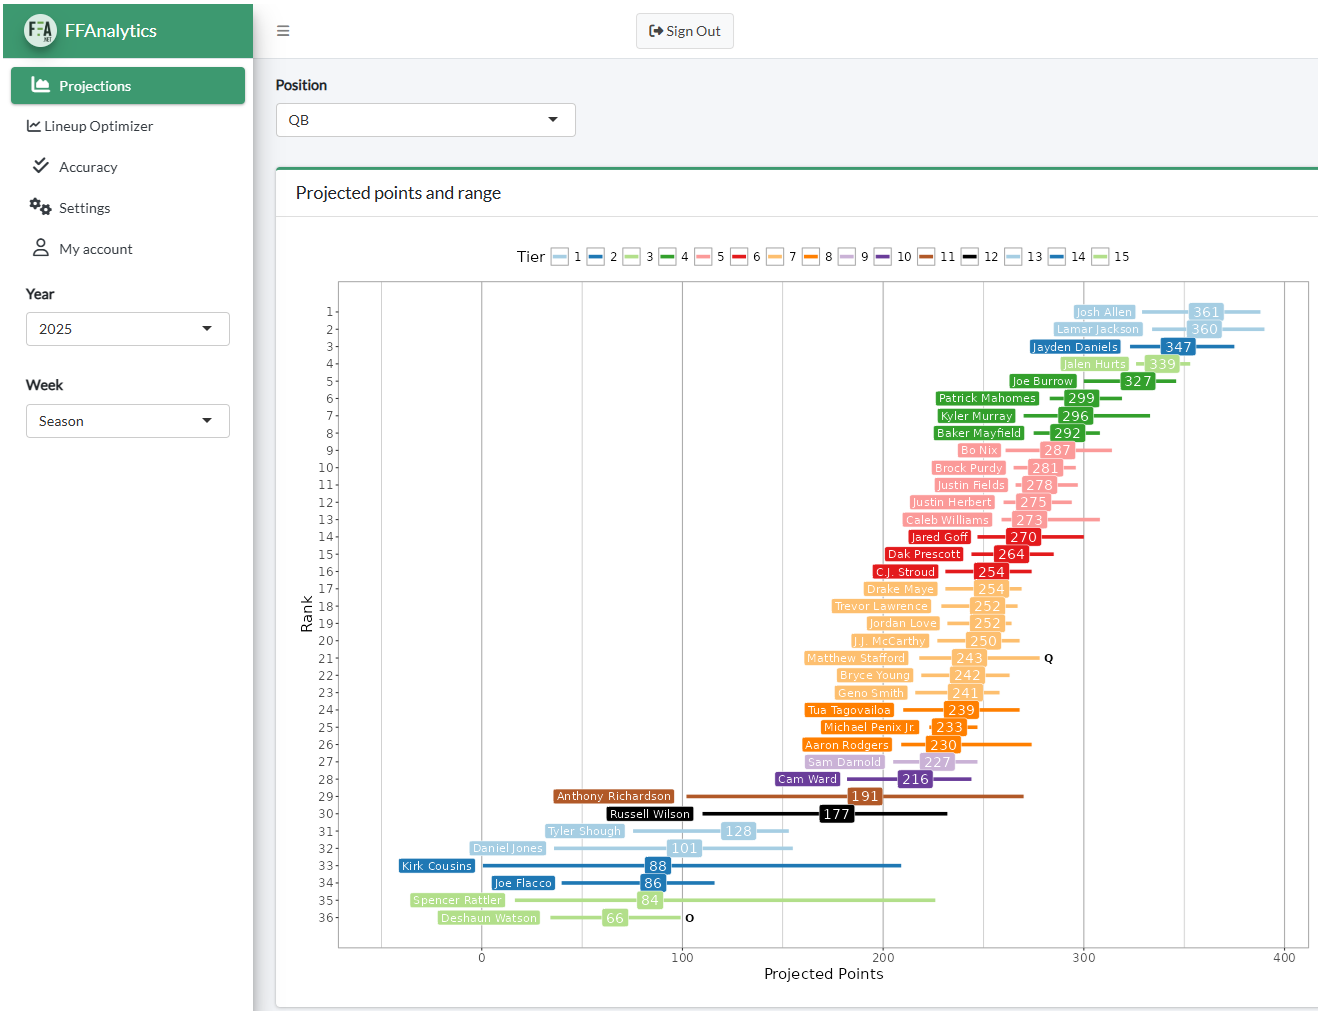 FFA
.NET
FFAnalytics
Sign Out
Projections
Lineup Optimizer
Accuracy
Settings
My account
Year
2025
Week
Season
Position
QB
Projected points and range
Tier 1 2 3 4 5 6 7 8 9 10 11 12 13 14 15
Rank
1 Josh Allen 361
2 Lamar Jackson 360
3 Jayden Daniels 347
4 Jalen Hurts 339
5 Joe Burrow 327
6 Patrick Mahomes 299
7 Kyler Murray 296
8 Baker Mayfield 292
9 Bo Nix 287
10 Brock Purdy 281
11 Justin Fields 278
12 Justin Herbert 275
13 Caleb Williams 273
14 Jared Goff 270
15 Dak Prescott 264
16 C.J. Stroud 254
17 Drake Maye 254
18 Trevor Lawrence 252
19 Jordan Love 252
20 J.J. McCarthy 250
21 Matthew Stafford 243 Q
22 Bryce Young 242
23 Geno Smith 241
24 Tua Tagovailoa 239
25 Michael Penix Jr. 233
26 Aaron Rodgers 230
27 Sam Darnold 227
28 Cam Ward 216
29 Anthony Richardson 191
30 Russell Wilson 177
31 Tyler Shough 128
32 Daniel Jones 101
33 Kirk Cousins 88
34 Joe Flacco 86
35 Spencer Rattler 84
36 Deshaun Watson 66 O
0 100 200 300 400
Projected Points